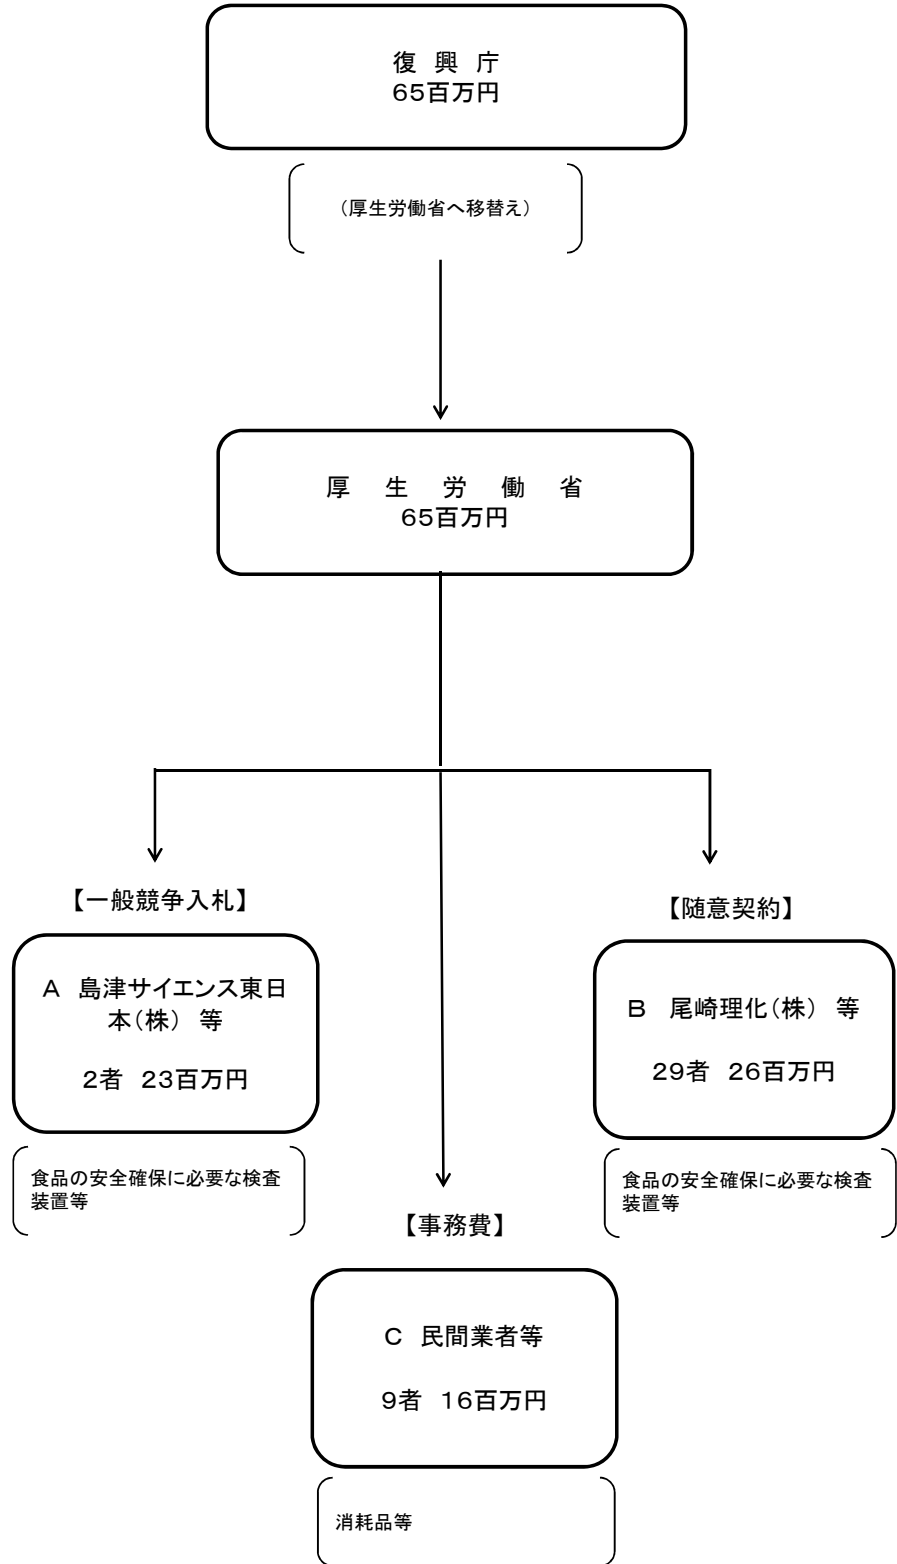 復 興 庁
65百万円
(厚生労働省へ移替え)
厚 生 労 働 省
65百万円
【一般競争入札】
A 島津サイエンス東日
本(株) 等
2者 23百万円
食品の安全確保に必要な検査
装置等
【随意契約】
B 尾崎理化(株) 等
29者 26百万円
食品の安全確保に必要な検査
装置等
【事務費】
C 民間業者等
9者 16百万円
消耗品等